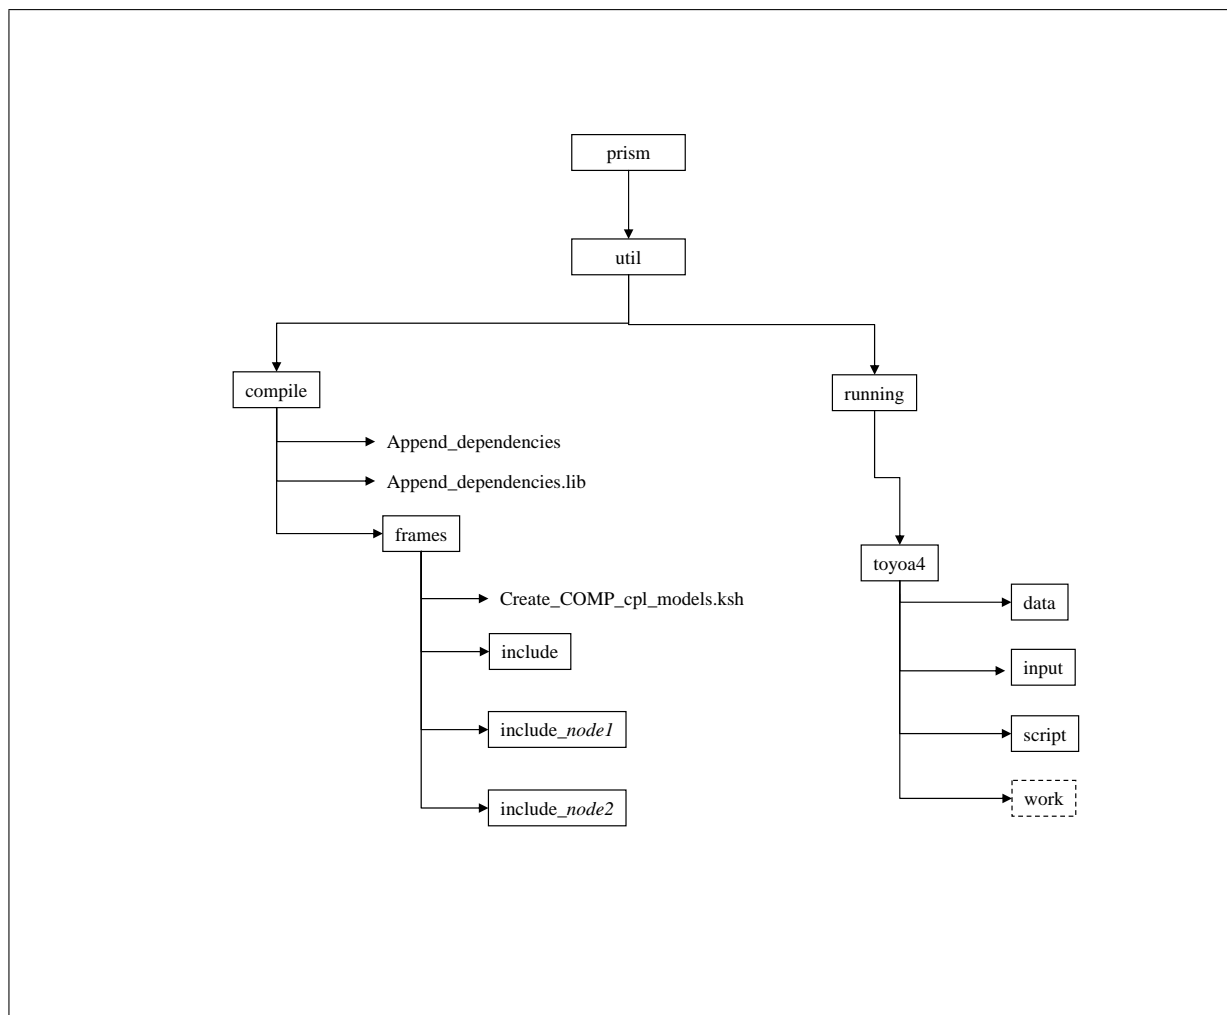 prism
util
compile
running
Append_dependencies
Append_dependencies.lib
frames
toyoa4
Create_COMP_cpl_models.ksh
data
include
input
include_node1
script
include_node2
work